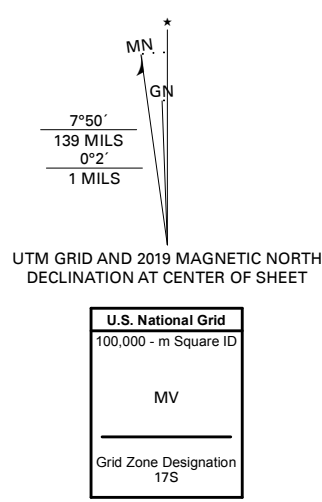 ★
MN
GN
7°50´
139 MILS
0°2´
1 MILS
UTM GRID AND 2019 MAGNETIC NORTH
DECLINATION AT CENTER OF SHEET
U.S. National Grid
100,000 - m Square ID
MV
Grid Zone Designation
17S